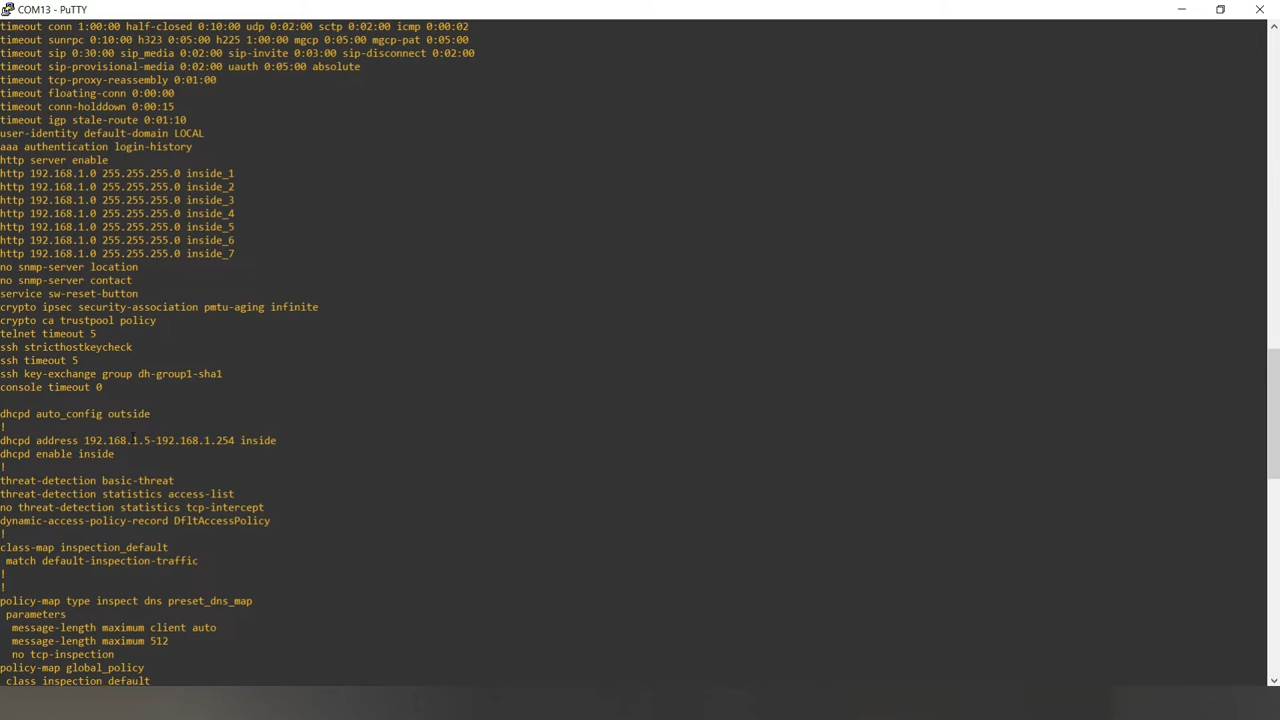 COM13 - PuTTY
timeout conn 1:00:00 half-closed 0:10:00 udp 0:02:00 sctp 0:02:00 icmp 0:00:02
timeout sunrpc 0:10:00 h323 0:05:00 h225 1:00:00 mgcp 0:05:00 mgcp-pat 0:05:00
timeout sip 0:30:00 sip_media 0:02:00 sip-invite 0:03:00 sip-disconnect 0:02:00
timeout sip-provisional-media 0:02:00 uauth 0:05:00 absolute
timeout tcp-proxy-reassembly 0:01:00
timeout floating-conn 0:00:00
timeout conn-holddown 0:00:15
timeout igp stale-route 0:01:10
user-identity default-domain LOCAL
aaa authentication login-history
http server enable
http 192.168.1.0 255.255.255.0 inside_1
http 192.168.1.0 255.255.255.0 inside_2
http 192.168.1.0 255.255.255.0 inside_3
http 192.168.1.0 255.255.255.0 inside_4
http 192.168.1.0 255.255.255.0 inside_5
http 192.168.1.0 255.255.255.0 inside_6
http 192.168.1.0 255.255.255.0 inside_7
no snmp-server location
no snmp-server contact
service sw-reset-button
crypto ipsec security-association pmtu-aging infinite
crypto ca trustpool policy
telnet timeout 5
ssh stricthostkeycheck
ssh timeout 5
ssh key-exchange group dh-group1-sha1
console timeout 0
dhcpd auto_config outside
!
dhcpd address 192.168.1.5-192.168.1.254 inside
dhcpd enable inside
!
threat-detection basic-threat
threat-detection statistics access-list
no threat-detection statistics tcp-intercept
dynamic-access-policy-record DfltAccessPolicy
!
class-map inspection_default
match default-inspection-traffic
!
!
policy-map type inspect dns preset_dns_map
parameters
message-length maximum client auto
message-length maximum 512
no tcp-inspection
policy-map global_policy
class inspection_default